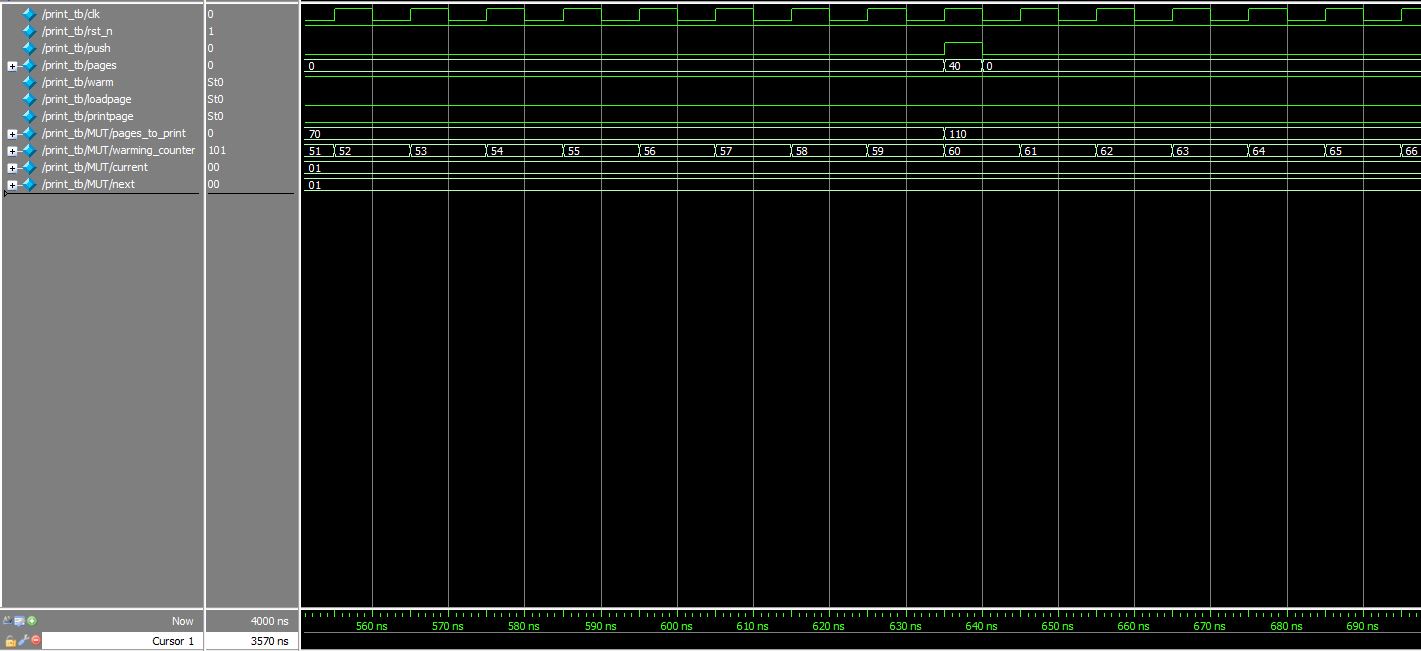 /print_tb/clk 0
/print_tb/rst_n 1
/print_tb/push 0
/print_tb/pages 0 0 40 0
/print_tb/warm St0
/print_tb/loadpage St0
/print_tb/printpage St0
/print_tb/MUT/pages_to_print 0 70 110
/print_tb/MUT/warming_counter 101 51 52 53 54 55 56 57 58 59 60 61 62 63 64 65 66
/print_tb/MUT/current 00 01
/print_tb/MUT/next 00 01
Now 4000 ns 560 ns 570 ns 580 ns 590 ns 600 ns 610 ns 620 ns 630 ns 640 ns 650 ns 660 ns 670 ns 680 ns 690 ns
Cursor 1 3570 ns